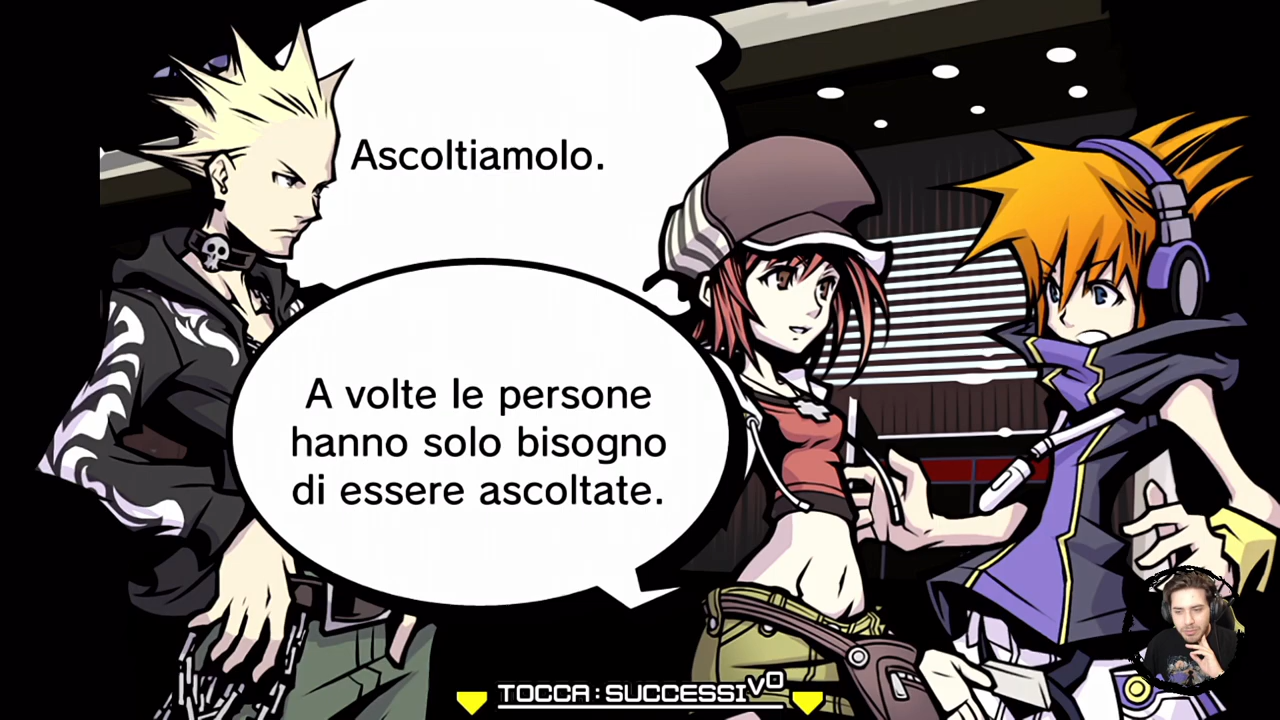 Ascoltiamolo.
A volte le persone
hanno solo bisogno
di essere ascoltate.
TOCCA:SUCCESSIVO